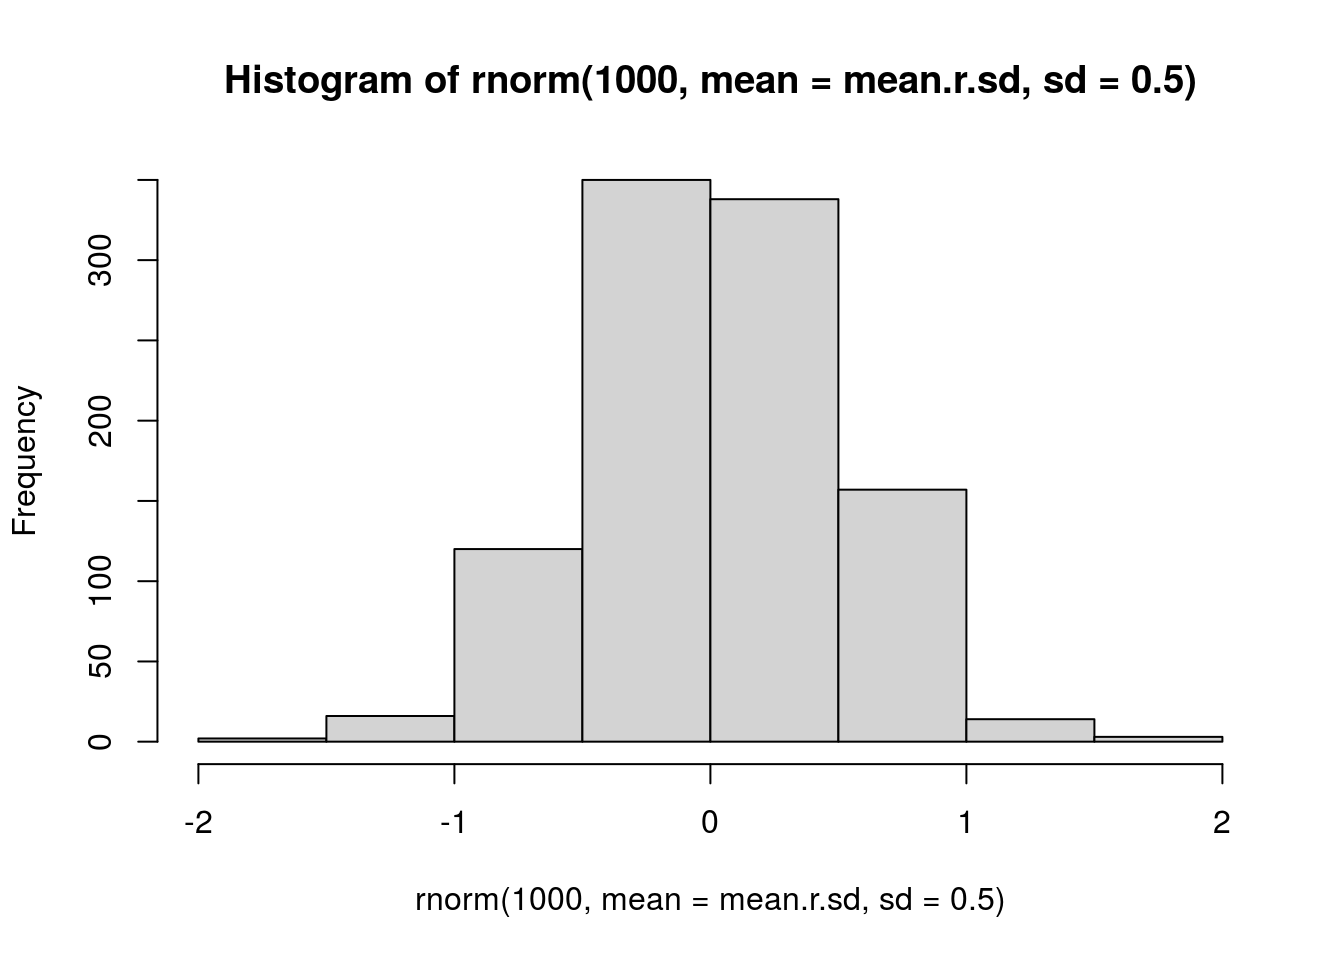 Histogram of rnorm(1000, mean = mean.r.sd, sd = 0.5)
Frequency
300
200
100
50
0
-2 -1 0 1 2
rnorm(1000, mean = mean.r.sd, sd = 0.5)